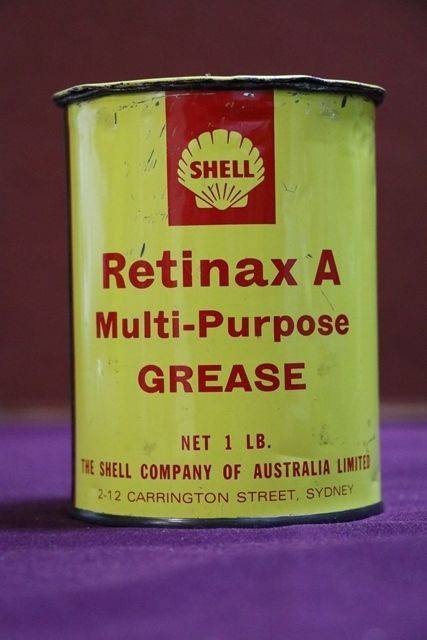 SHELL
Retinax A
Multi-Purpose
GREASE
NET 1 LB.
THE SHELL COMPANY OF AUSTRALIA LIMITED
2-12 CARRINGTON STREET, SYDNEY